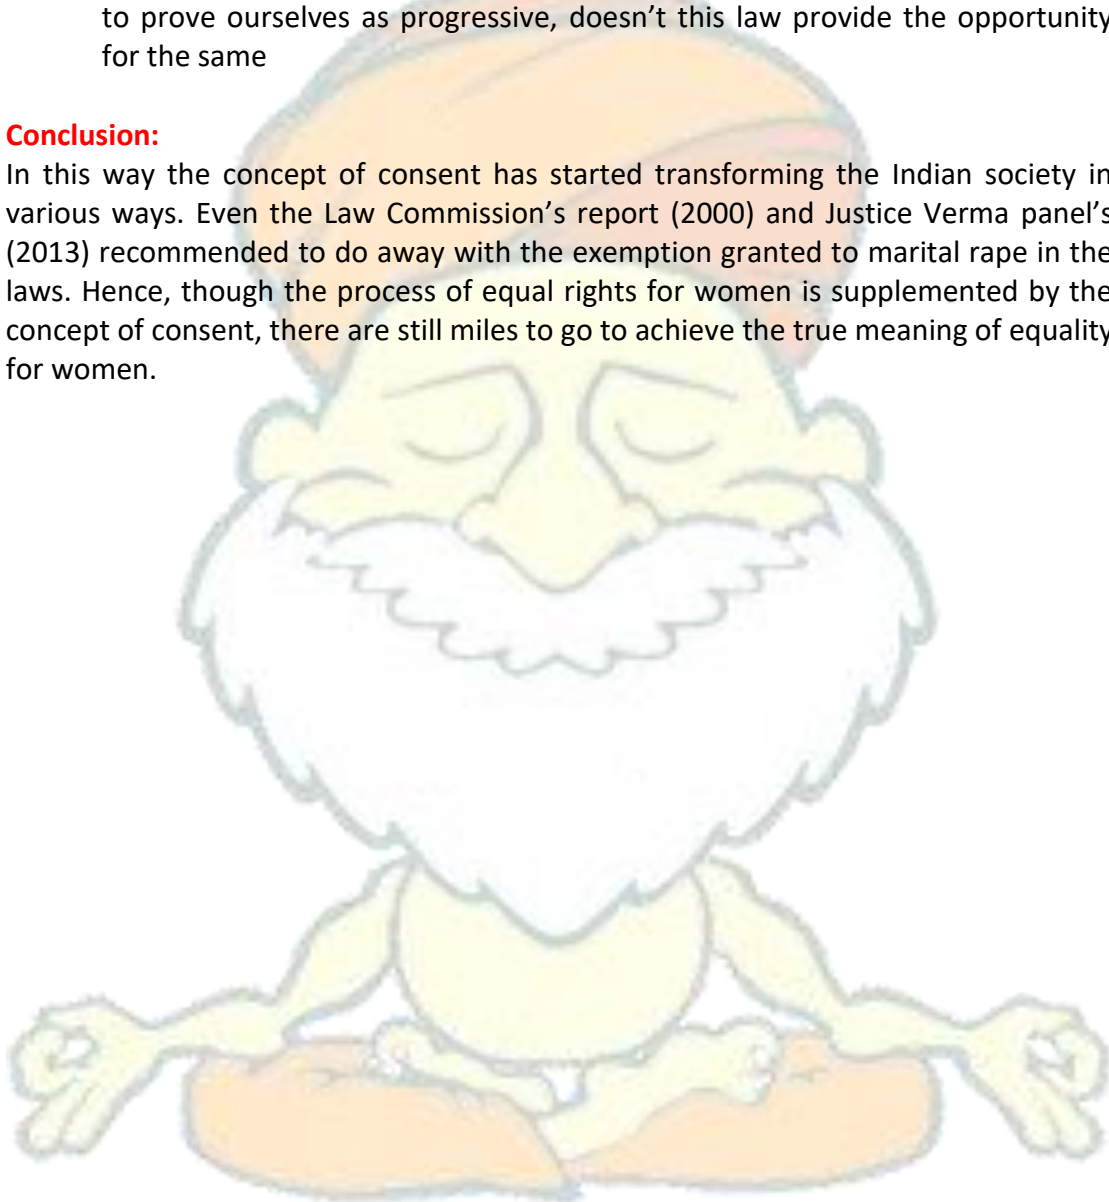 to prove ourselves as progressive, doesn’t this law provide the opportunity
for the same
Conclusion:
In this way the concept of consent has started transforming the Indian society in
various ways. Even the Law Commission’s report (2000) and Justice Verma panel’s
(2013) recommended to do away with the exemption granted to marital rape in the
laws. Hence, though the process of equal rights for women is supplemented by the
concept of consent, there are still miles to go to achieve the true meaning of equality
for women.